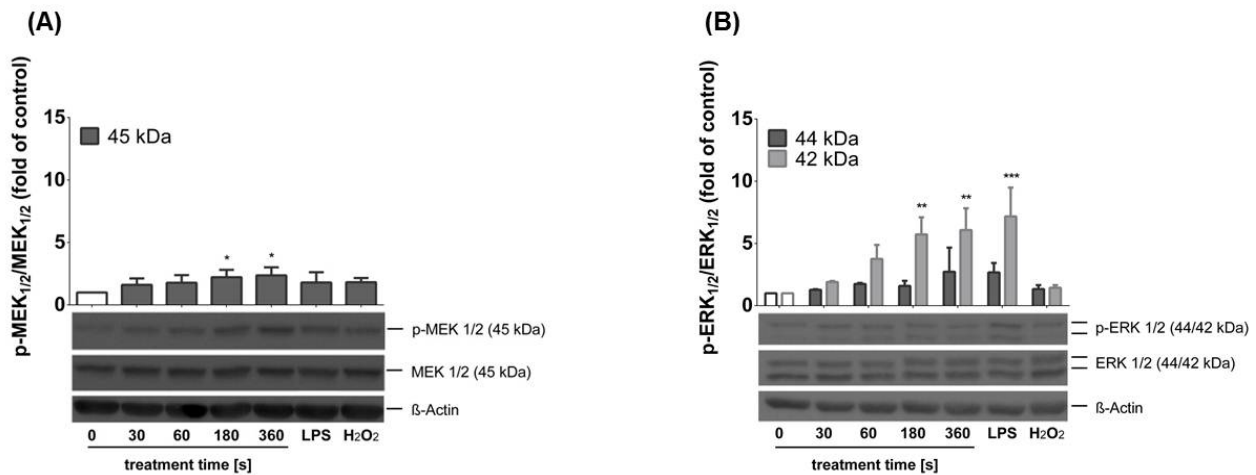 (A)
p-MEK1/2/MEK1/2 (fold of control)
15
10
5
0
45 kDa
* *
p-MEK 1/2 (45 kDa)
MEK 1/2 (45 kDa)
ß-Actin
0 30 60 180 360 LPS H2O2
treatment time [s]
(B)
p-ERK1/2/ERK1/2 (fold of control)
15
10
5
0
44 kDa
42 kDa
** ** ***
p-ERK 1/2 (44/42 kDa)
ERK 1/2 (44/42 kDa)
ß-Actin
0 30 60 180 360 LPS H2O2
treatment time [s]